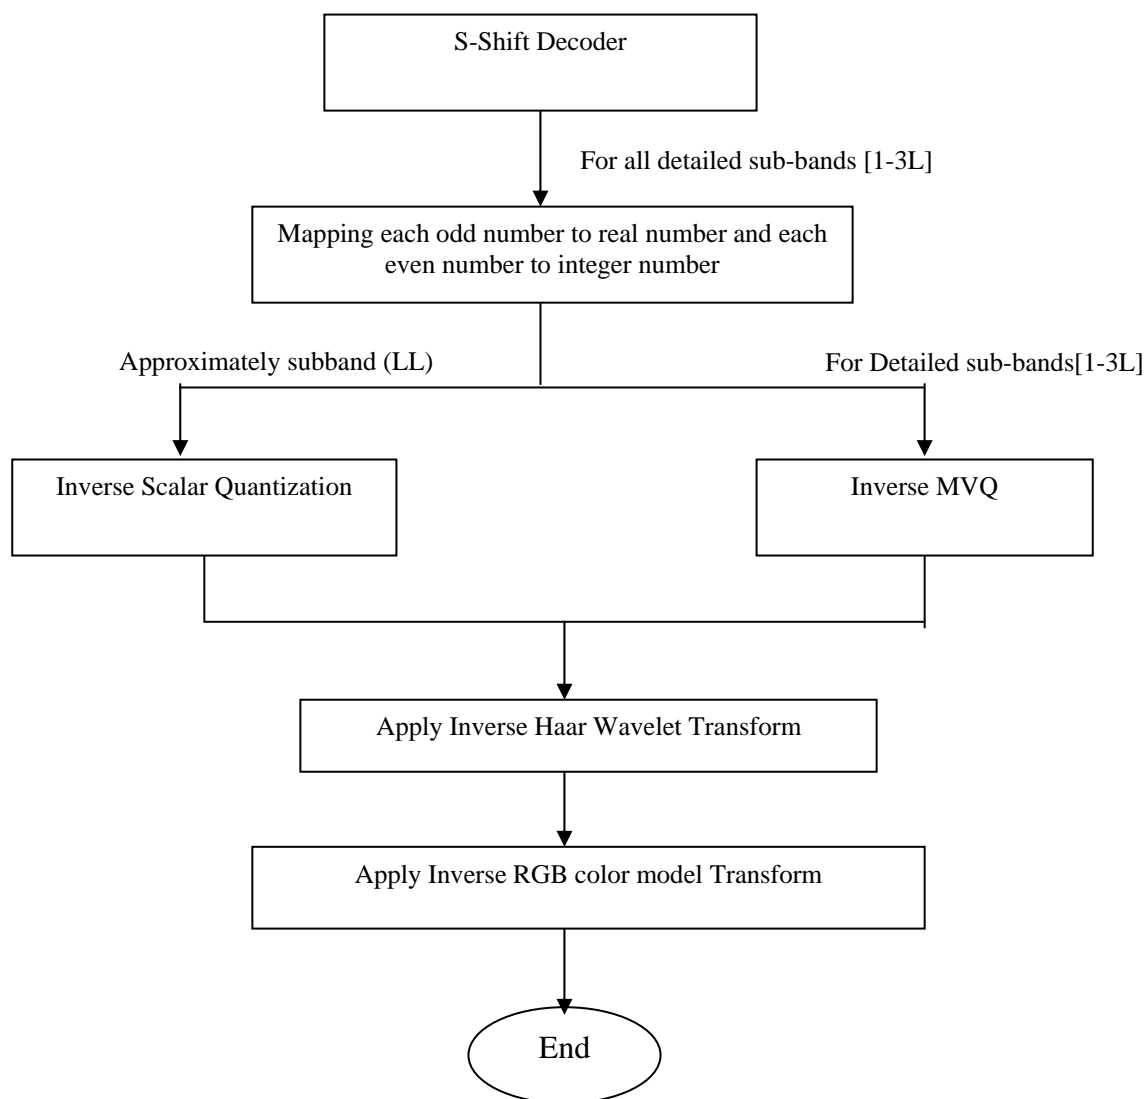 S-Shift Decoder
For all detailed sub-bands [1-3L]
Mapping each odd number to real number and each
even number to integer number
Approximately subband (LL)
For Detailed sub-bands[1-3L]
Inverse Scalar Quantization
Inverse MVQ
Apply Inverse Haar Wavelet Transform
Apply Inverse RGB color model Transform
End